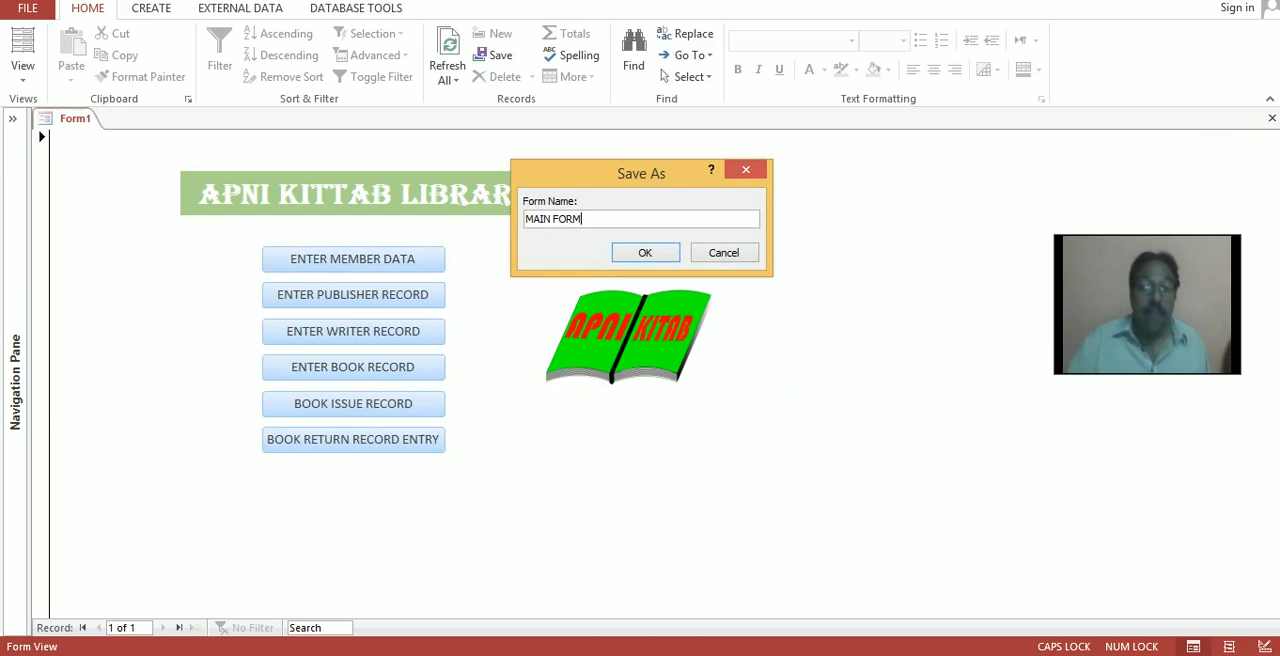 FILE HOME CREATE EXTERNAL DATA DATABASE TOOLS Sign in
View Paste Cut Copy Format Painter
Filter Ascending Descending Remove Sort Selection Advanced Toggle Filter
Refresh All New Save Delete Totals Spelling More
Find Replace Go To Select
Views Clipboard Sort & Filter Records Find Text Formatting
Form1
Save As
APNI KITTAB LIBRAR
Form Name:
MAIN FORM
OK Cancel
ENTER MEMBER DATA
ENTER PUBLISHER RECORD
ENTER WRITER RECORD
ENTER BOOK RECORD
BOOK ISSUE RECORD
BOOK RETURN RECORD ENTRY
APNI KITAB
Navigation Pane
Record: 1 of 1 No Filter Search
Form View CAPS LOCK NUM LOCK